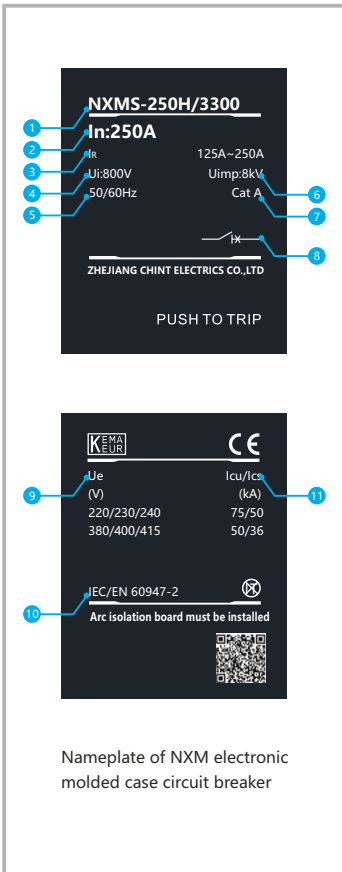 NXMS-250H/3300
1
In:250A
2
IR 125A~250A
3
Ui:800V Uimp:8kV
4 6
50/60Hz Cat A
5 7
8
ZHEJIANG CHINT ELECTRICS CO.,LTD
PUSH TO TRIP
KEMA
EUR
CE
Ue Icu/Ics
9 11
(V) (kA)
220/230/240 75/50
380/400/415 50/36
IEC/EN 60947-2
10
Arc isolation board must be installed
Nameplate of NXM electronic
molded case circuit breaker